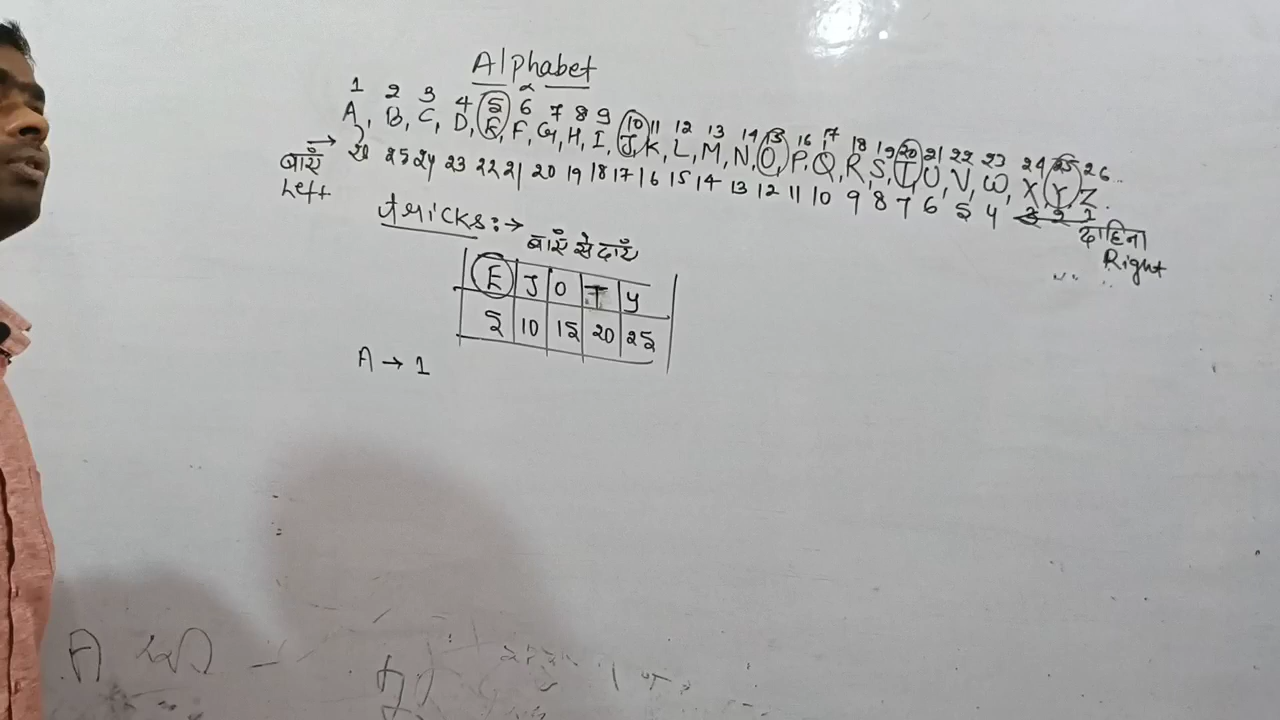 Alphabet
1 2 3 4 5 6 7 8 9 10 11 12 13 14 15 16 17 18 19 20 21 22 23 24 25 26
A, B, C, D, E, F, G, H, I, J, K, L, M, N, O, P, Q, R, S, T, U, V, W, X, Y, Z.
26 25 24 23 22 21 20 19 18 17 16 15 14 13 12 11 10 9 8 7 6 5 4 3 2 1
→
बाएँ
Left
दाहिना
Right
Tricks:→
बाएँ से दाएँ
E J O T Y
5 10 15 20 25
A → 1